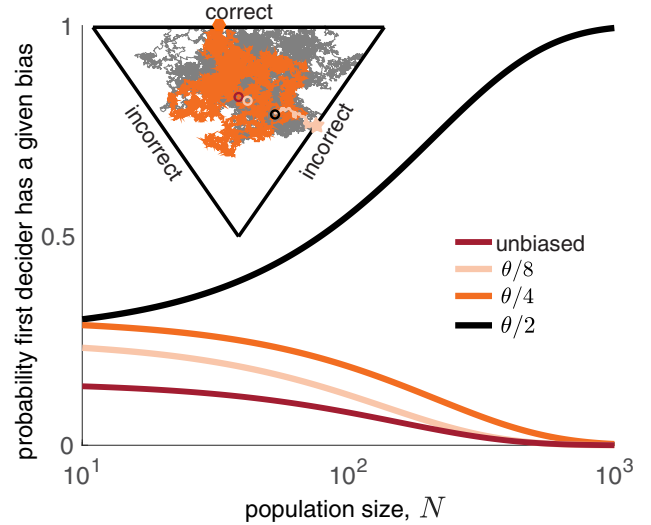 correct
incorrect
incorrect
probability first decider has a given bias
1
0.5
0
unbiased
θ/8
θ/4
θ/2
10¹
10²
10³
population size, N